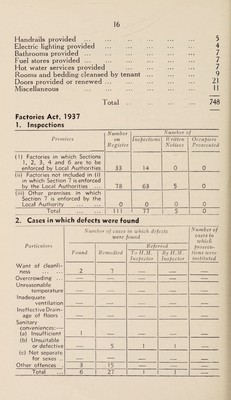 16
Handrails provided ... ... ... ... ... 5
Electric lighting provided ... ... ... ... 4
Bathrooms provided ... ... ... ... ... 7
Fuel stores provided ... ... ... ... ... 7
Hot water services provided ... ... ... 7
Rooms and bedding cleansed by tenant ... ... 9
Doors provided or renewed ... ... ... ... 21
Miscellaneous ... ... ... ... ... 11
Total ... ... 748
Factories Act, 1937
1. Inspections
Premises | Number on Register | Number of Inspections | Written Notices | Occupiers Prosecuted
(i) Factories in which Sections
1, 2, 3, 4 and 6 are to be
enforced by Local Authorities 33 14 0 0
(ii) Factories not included in (i)
in which Section 7 is enforced
by the Local Authorities ... 78 63 5 0
(iii) Other premises in which
Section 7 is enforced by the
Local Authority ... ... 0 0 0 0
Total ... ... 111 77 5 0
2. Cases in which defects were found
Particulars | Number of cases in which defects were found | Number of cases in which prosecutions were instituted
Found | Remedied | Referred
To H.M. Inspector | By H.M. Inspector
Want of cleanli-
ness ... ... 2 7 — — —
Overcrowding ... — — — — —
Unreasonable
temperature — — — — —
Inadequate
ventilation — — — — —
Ineffective Drain-
age of floors — — — — —
Sanitary
conveniences:—
(a) Insufficient 1 — — — —
(b) Unsuitable
or defective — 5 1 1 —
(c) Not separate
for sexes .. — — — — —
Other offences ... 3 15 — — —
Total ... 6 27 1 1 —